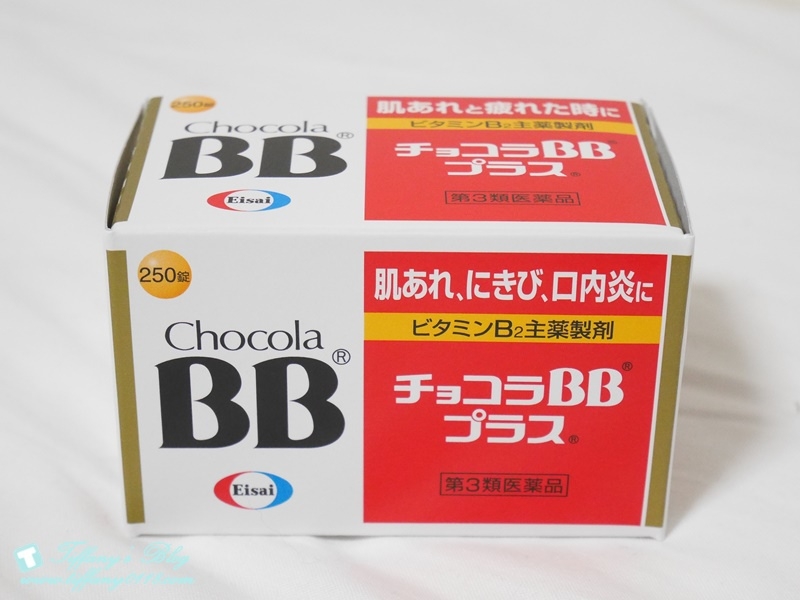 250錠
Chocola
BB®
Eisai
肌あれと疲れた時に
ビタミンB2主薬製剤
チョコラBB
プラス®
第3類医薬品
250錠
Chocola
BB®
Eisai
肌あれ、にきび、口内炎に
ビタミンB2主薬製剤
チョコラBB®
プラス®
第3類医薬品